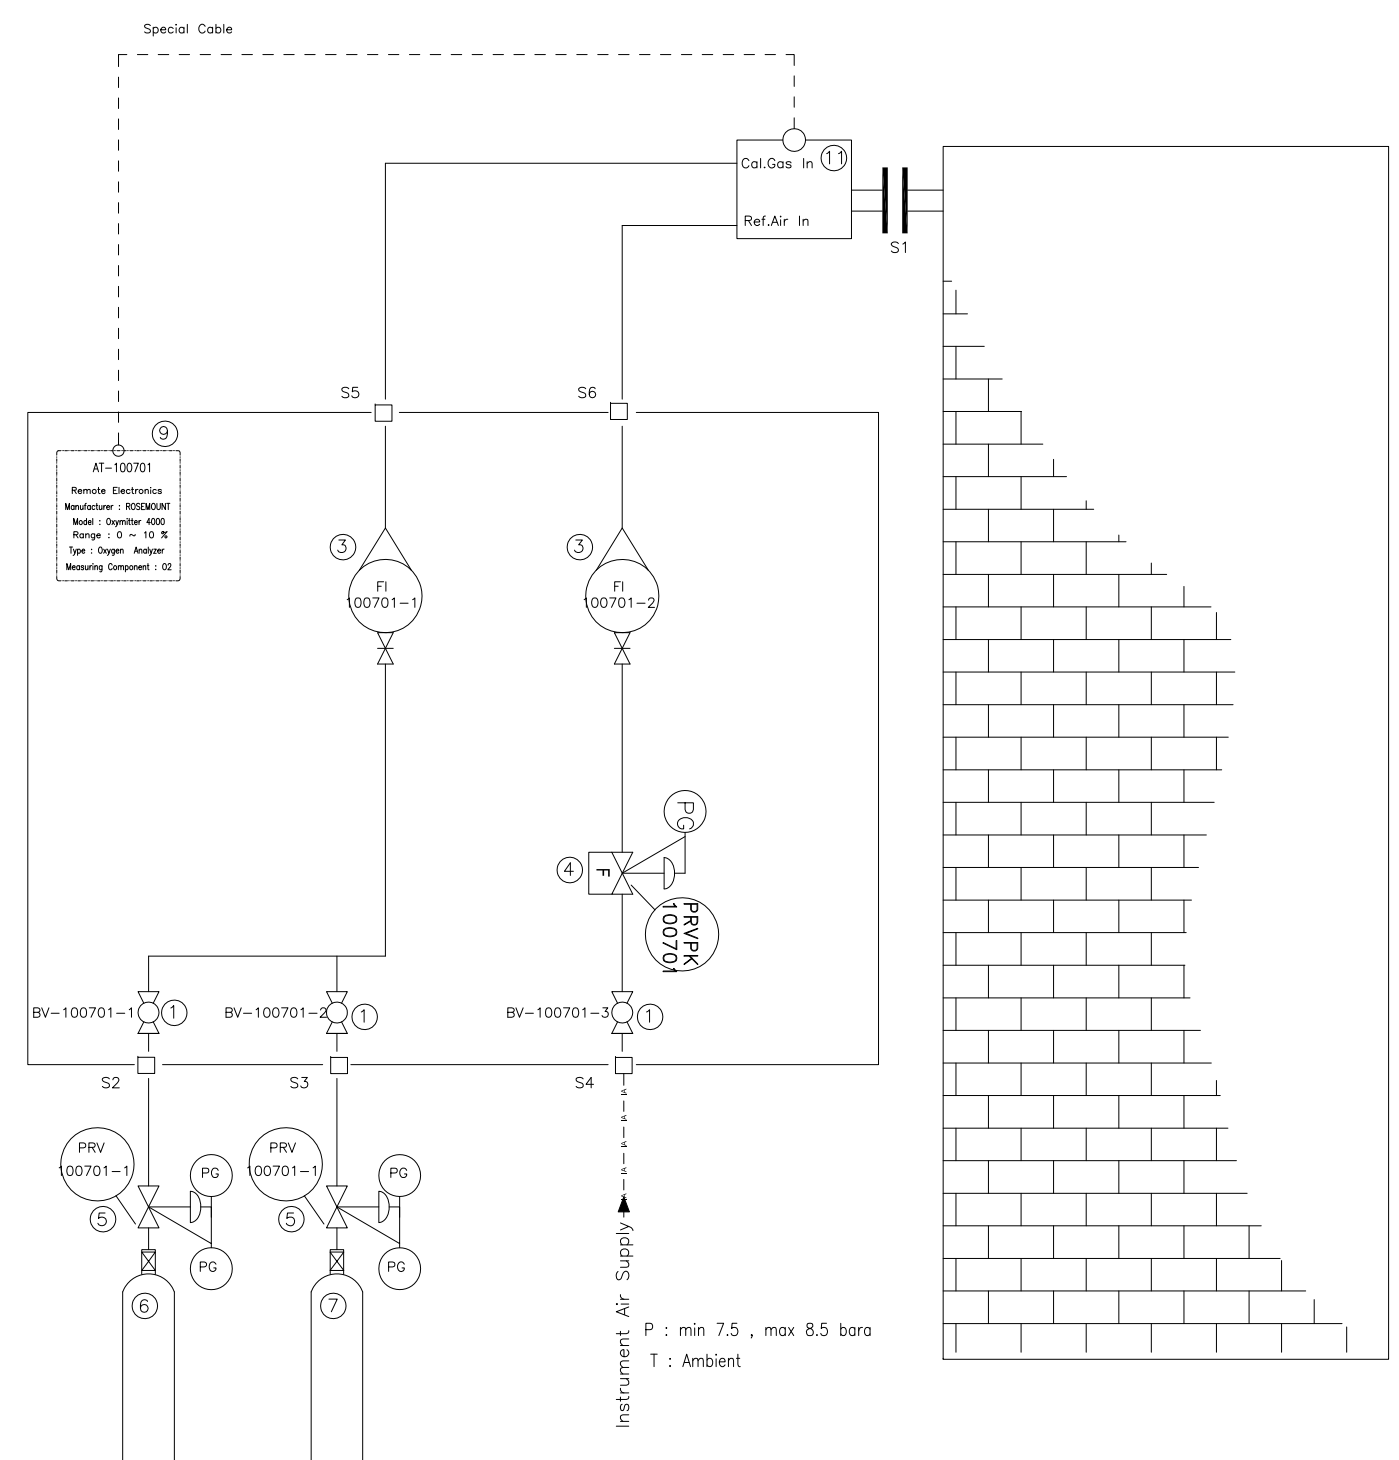 Special Cable
Cal.Gas In
11
Ref.Air In
S1
S5
S6
9
AT-100701
Remote Electronics
Manufacturer : ROSEMOUNT
Model : Oxymitter 4000
Range : 0 ~ 10 %
Type : Oxygen Analyzer
Measuring Component : O2
3
FI
100701-1
3
FI
100701-2
PG
4
F
PRVPK
100701
BV-100701-1
1
BV-100701-2
1
BV-100701-3
1
S2
S3
S4
A
A
A
A
A
PRV
100701-1
PG
5
PG
PRV
100701-1
PG
5
PG
6
7
Instrument Air Supply
P : min 7.5 , max 8.5 bara
T : Ambient